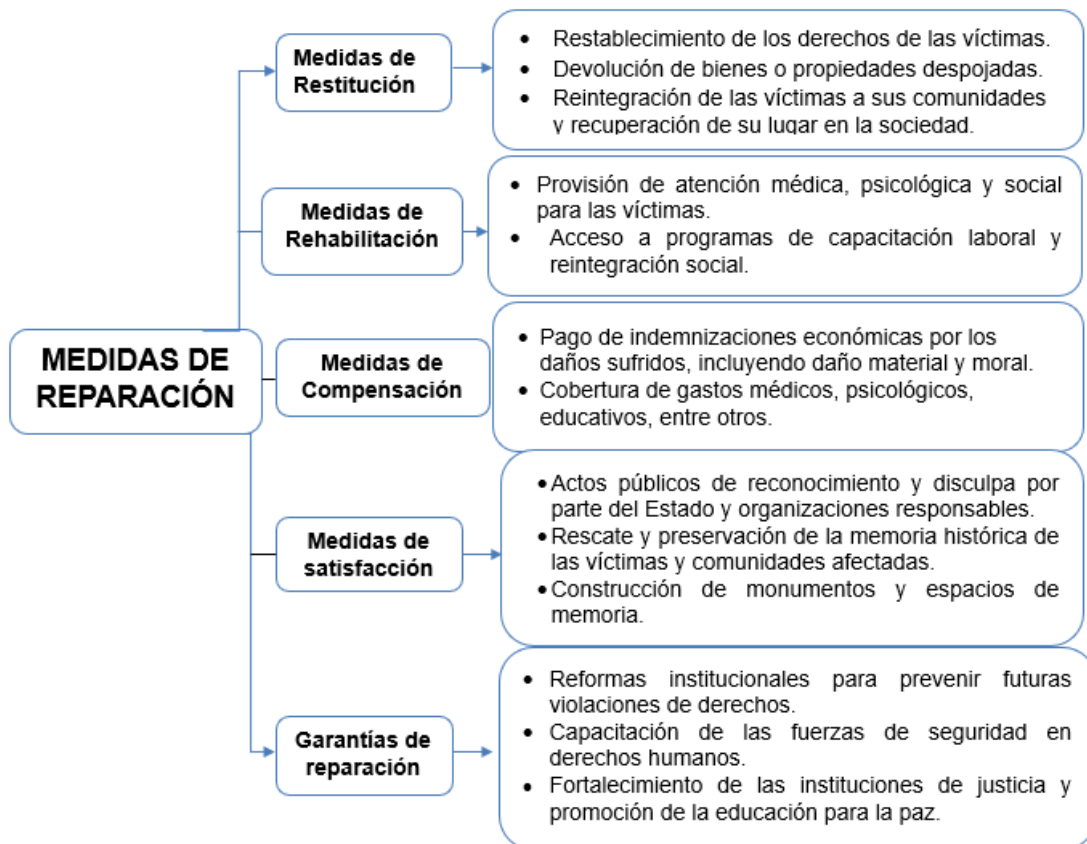 Medidas de
Restitución
• Restablecimiento de los derechos de las víctimas.
• Devolución de bienes o propiedades despojadas.
• Reintegración de las víctimas a sus comunidades
y recuperación de su lugar en la sociedad.
Medidas de
Rehabilitación
• Provisión de atención médica, psicológica y social
para las víctimas.
• Acceso a programas de capacitación laboral y
reintegración social.
MEDIDAS DE
REPARACIÓN
Medidas de
Compensación
• Pago de indemnizaciones económicas por los
daños sufridos, incluyendo daño material y moral.
• Cobertura de gastos médicos, psicológicos,
educativos, entre otros.
Medidas de
satisfacción
• Actos públicos de reconocimiento y disculpa por
parte del Estado y organizaciones responsables.
• Rescate y preservación de la memoria histórica de
las víctimas y comunidades afectadas.
• Construcción de monumentos y espacios de
memoria.
Garantías de
reparación
• Reformas institucionales para prevenir futuras
violaciones de derechos.
• Capacitación de las fuerzas de seguridad en
derechos humanos.
• Fortalecimiento de las instituciones de justicia y
promoción de la educación para la paz.